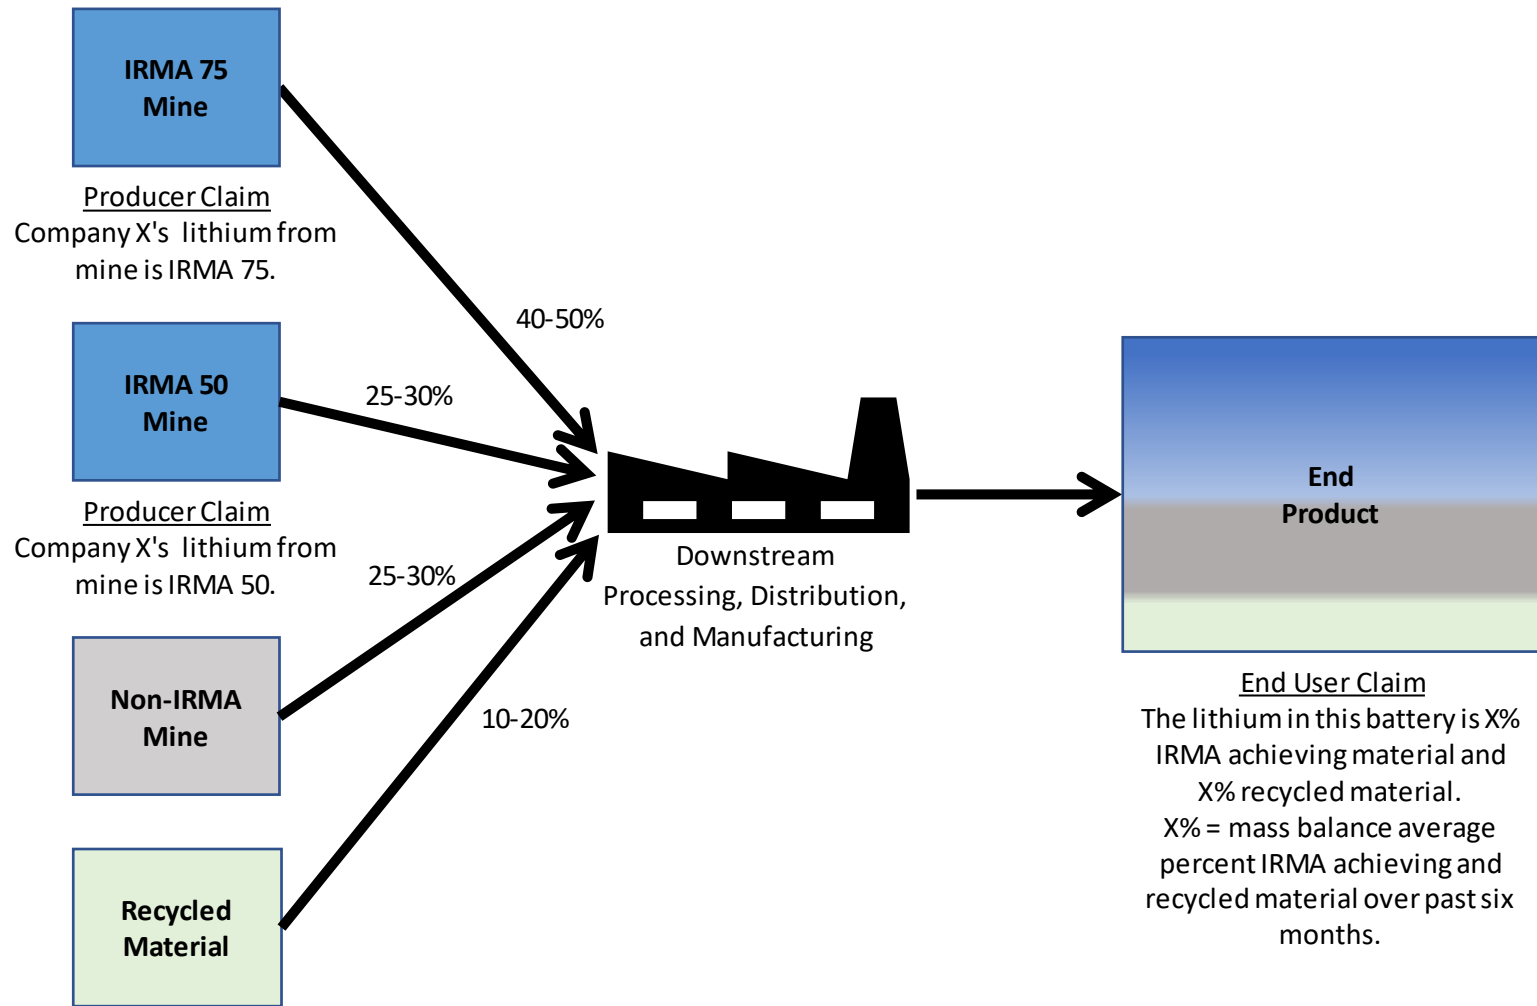 IRMA 75
Mine
Producer Claim
Company X's lithium from
mine is IRMA 75.
40-50%
IRMA 50
Mine
25-30%
Producer Claim
Company X's lithium from
mine is IRMA 50.
25-30%
Non-IRMA
Mine
10-20%
Recycled
Material
Downstream
Processing, Distribution,
and Manufacturing
End
Product
End User Claim
The lithium in this battery is X%
IRMA achieving material and
X% recycled material.
X% = mass balance average
percent IRMA achieving and
recycled material over past six
months.